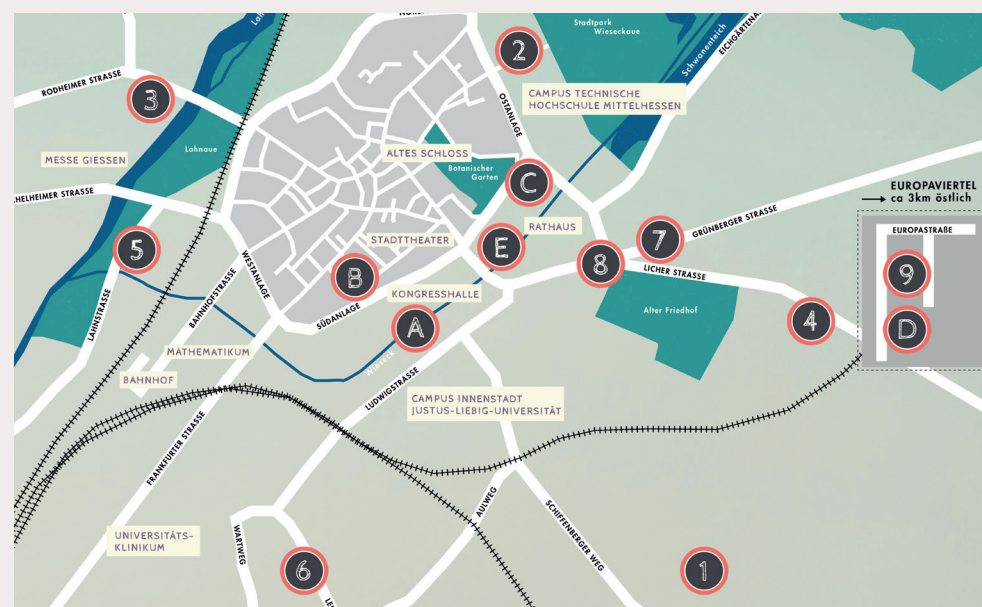 Stadtpark
Wieseckaue
2
Schwanenteich
RODHEIMER STRASSE
3
CAMPUS TECHNISCHE
HOCHSCHULE MITTELHESSEN
OSTANLAGE
Lahnaue
ALTES SCHLOSS
MESSE GIESSEN
Botanischer
Garten
C
EUROPAVIERTEL
→ ca 3km östlich
STADTTHEATER
RATHAUS
7
GRÜNBERGER STRASSE
EUROPASTRAßE
5
E
8
9
WESTANLAGE
B
LICHER STRASSE
BAHNHOFSTRASSE
KONGRESSHALLE
LAHNSTRASSE
SÜDANLAGE
A
Alter Friedhof
4
D
MATHEMATIKUM
Wieseck
BAHNHOF
LUDWIGSTRASSE
CAMPUS INNENSTADT
JUSTUS-LIEBIG-UNIVERSITÄT
FRANKFURTER STRASSE
AULWEG
SCHIFFENBERGER WEG
UNIVERSITÄTS-
KLINIKUM
WARTWEG
6
1